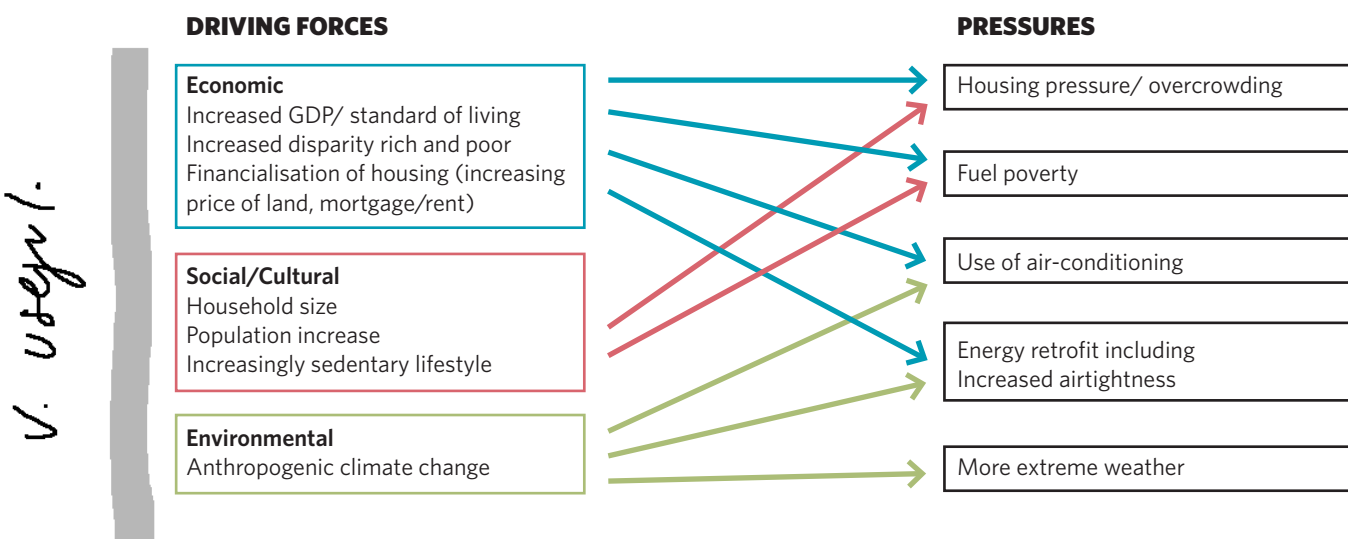 DRIVING FORCES
Economic
Increased GDP/ standard of living
Increased disparity rich and poor
Financialisation of housing (increasing
price of land, mortgage/rent)
Social/Cultural
Household size
Population increase
Increasingly sedentary lifestyle
Environmental
Anthropogenic climate change
PRESSURES
Housing pressure/ overcrowding
Fuel poverty
Use of air-conditioning
Energy retrofit including
Increased airtightness
More extreme weather
v.